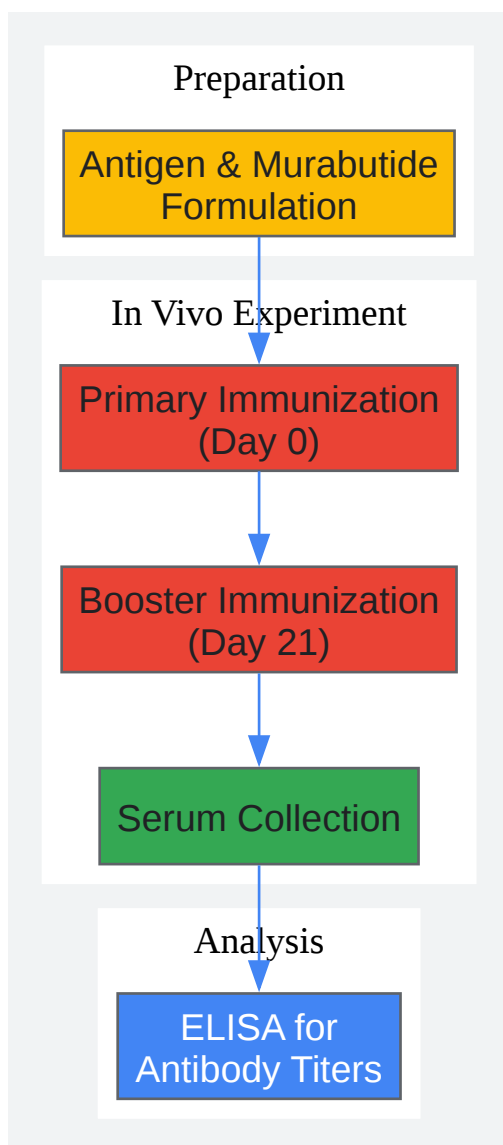 Preparation
Antigen & Murabutide
Formulation
In Vivo Experiment
Primary Immunization
(Day 0)
Booster Immunization
(Day 21)
Serum Collection
Analysis
ELISA for
Antibody Titers